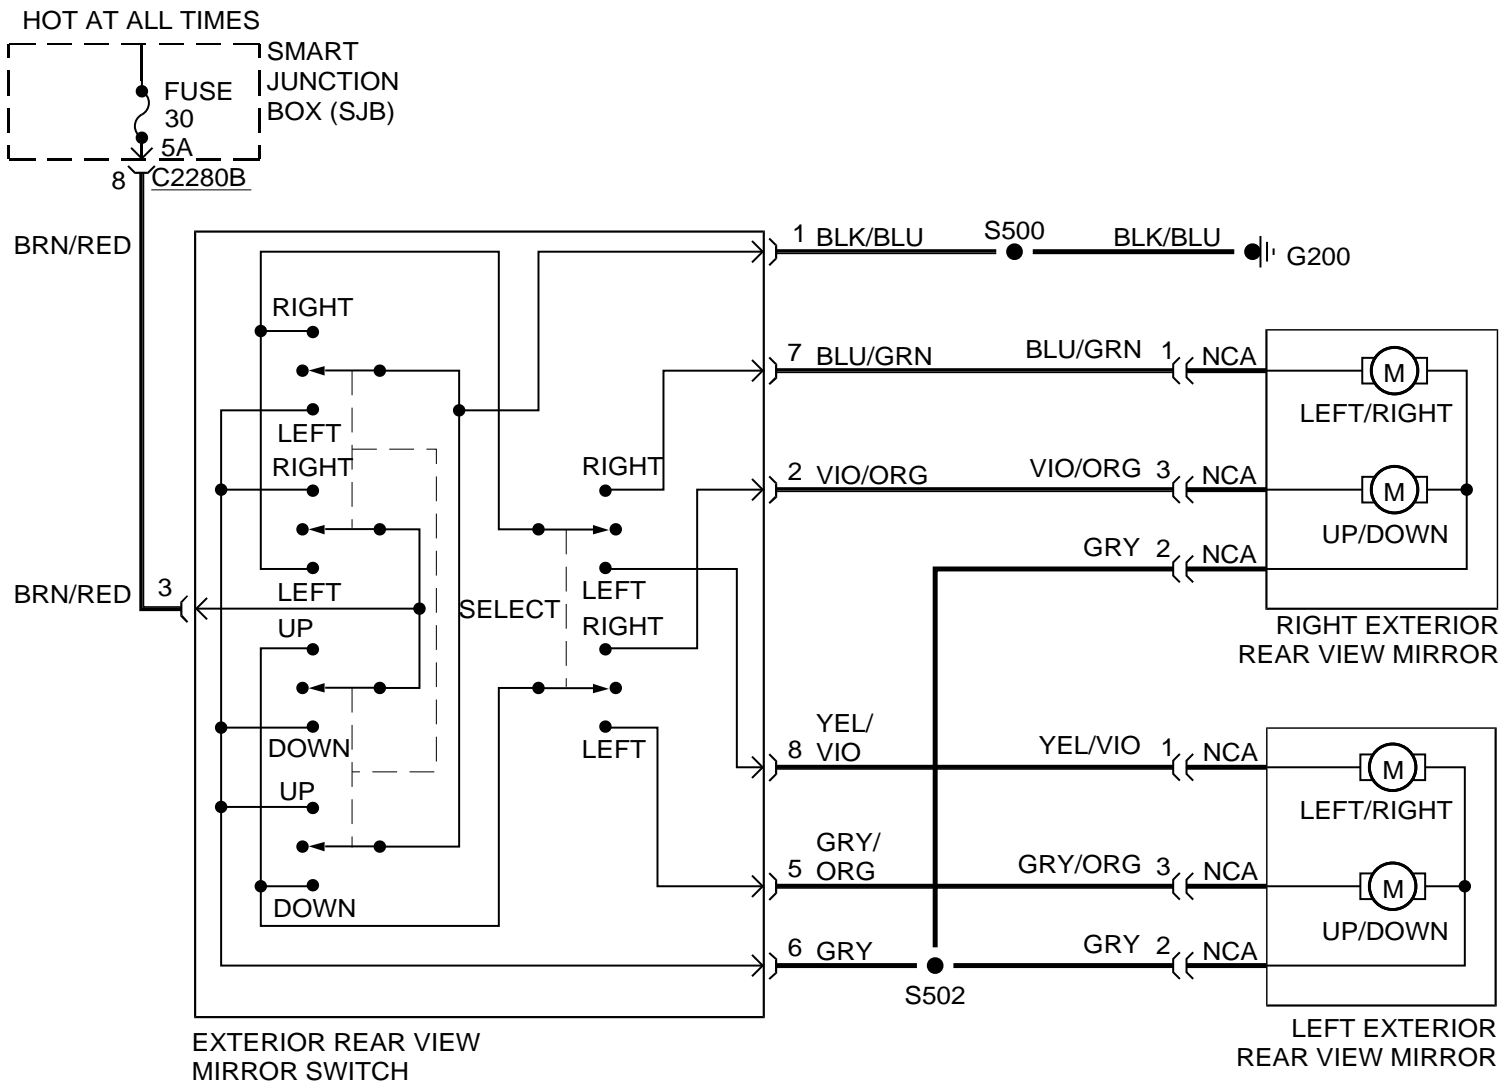 HOT AT ALL TIMES
SMART
JUNCTION
BOX (SJB)
FUSE
30
5A
8 C2280B
BRN/RED
1 BLK/BLU S500 BLK/BLU
G200
RIGHT
7 BLU/GRN BLU/GRN 1 NCA
M
LEFT/RIGHT
LEFT
RIGHT
RIGHT
2 VIO/ORG VIO/ORG 3 NCA
M
UP/DOWN
GRY 2 NCA
BRN/RED 3
LEFT
LEFT
SELECT
UP
RIGHT
RIGHT EXTERIOR
REAR VIEW MIRROR
DOWN
LEFT
8 YEL/
VIO
YEL/VIO 1 NCA
M
LEFT/RIGHT
UP
5 GRY/
ORG
GRY/ORG 3 NCA
M
UP/DOWN
DOWN
6 GRY GRY 2 NCA
S502
EXTERIOR REAR VIEW
MIRROR SWITCH
LEFT EXTERIOR
REAR VIEW MIRROR